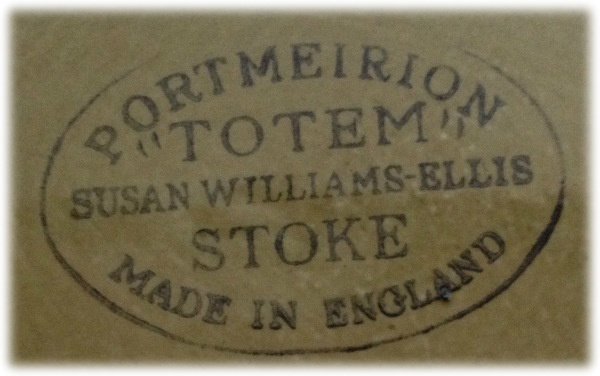 PORTMEIRION
"TOTEM"
SUSAN WILLIAMS-ELLIS
STOKE
MADE IN ENGLAND